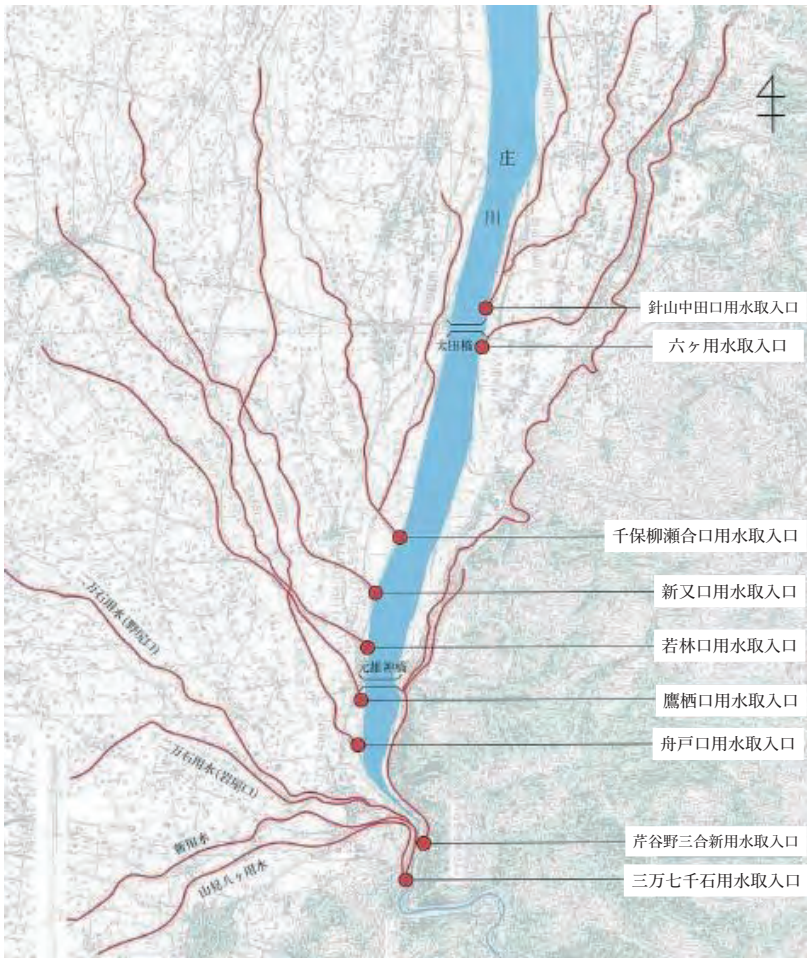 庄川
針山中田口用水取入口
太田橋
六ヶ用水取入口
千保柳瀬合口用水取入口
新又口用水取入口
若林口用水取入口
元雄神橋
鷹栖口用水取入口
舟戸口用水取入口
二万石用水(野尻口)
二万石用水(岩屋口)
新用水
山見八ヶ用水
芹谷野三合新用水取入口
三万七千石用水取入口